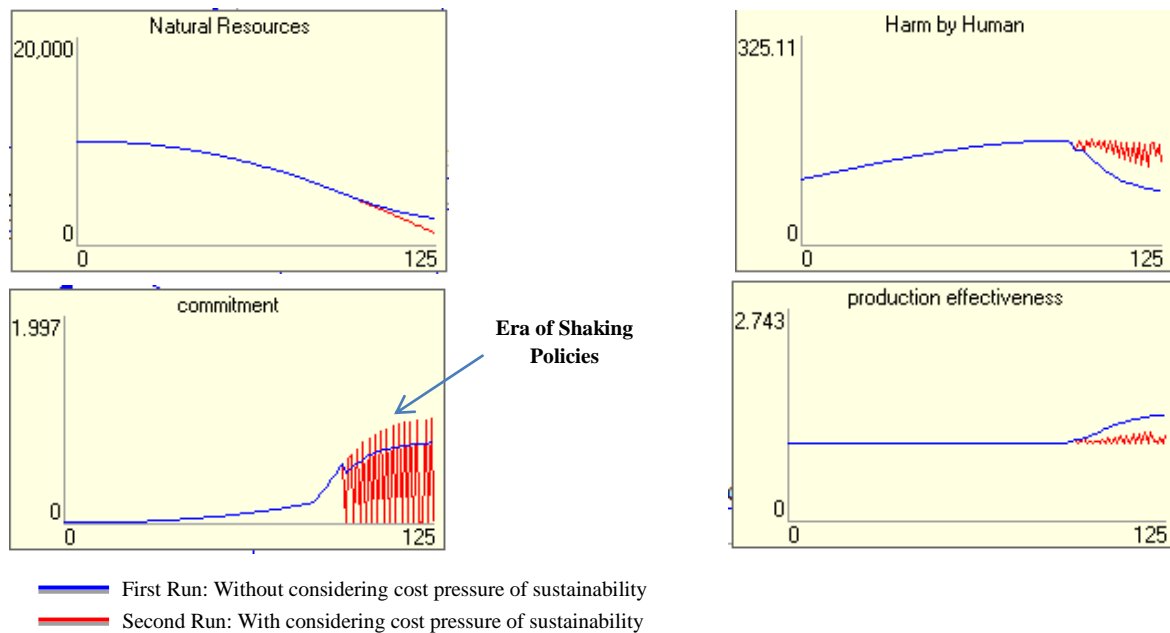 Natural Resources
20,000
0
0
125
Harm by Human
325.11
0
0
125
commitment
1.997
0
0
125
Era of Shaking
Policies
production effectiveness
2.743
0
0
125
First Run: Without considering cost pressure of sustainability
Second Run: With considering cost pressure of sustainability